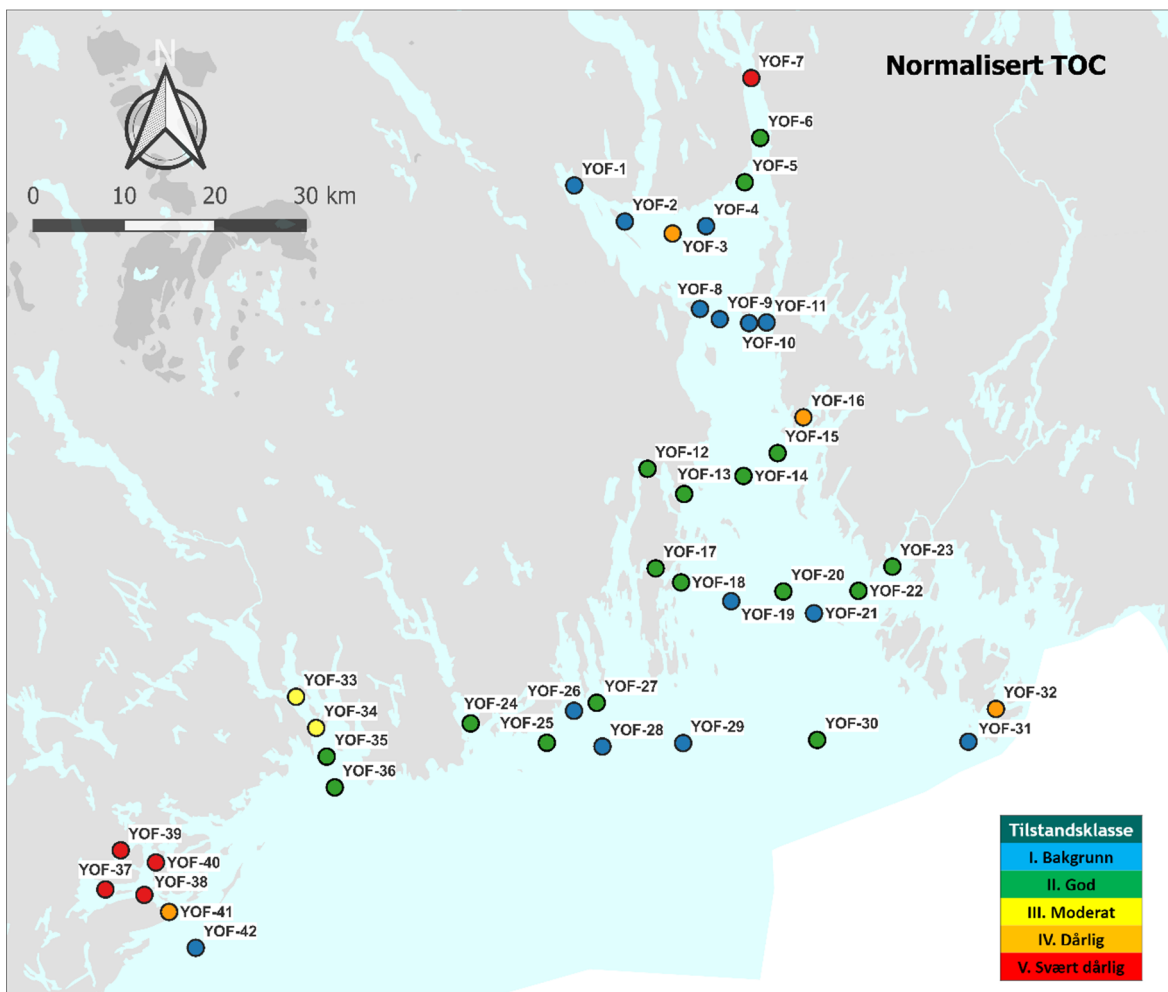 N
Normalisert TOC
0 10 20 30 km
YOF-7
YOF-6
YOF-5
YOF-1
YOF-2
YOF-4
YOF-3
YOF-8
YOF-9
YOF-11
YOF-10
YOF-16
YOF-15
YOF-12
YOF-13
YOF-14
YOF-17
YOF-18
YOF-23
YOF-20
YOF-22
YOF-19
YOF-21
YOF-33
YOF-34
YOF-35
YOF-36
YOF-24
YOF-25
YOF-26
YOF-27
YOF-28
YOF-29
YOF-30
YOF-32
YOF-31
YOF-39
YOF-40
YOF-37
YOF-38
YOF-41
YOF-42
Tilstandsklasse
I. Bakgrunn
II. God
III. Moderat
IV. Dårlig
V. Svært dårlig